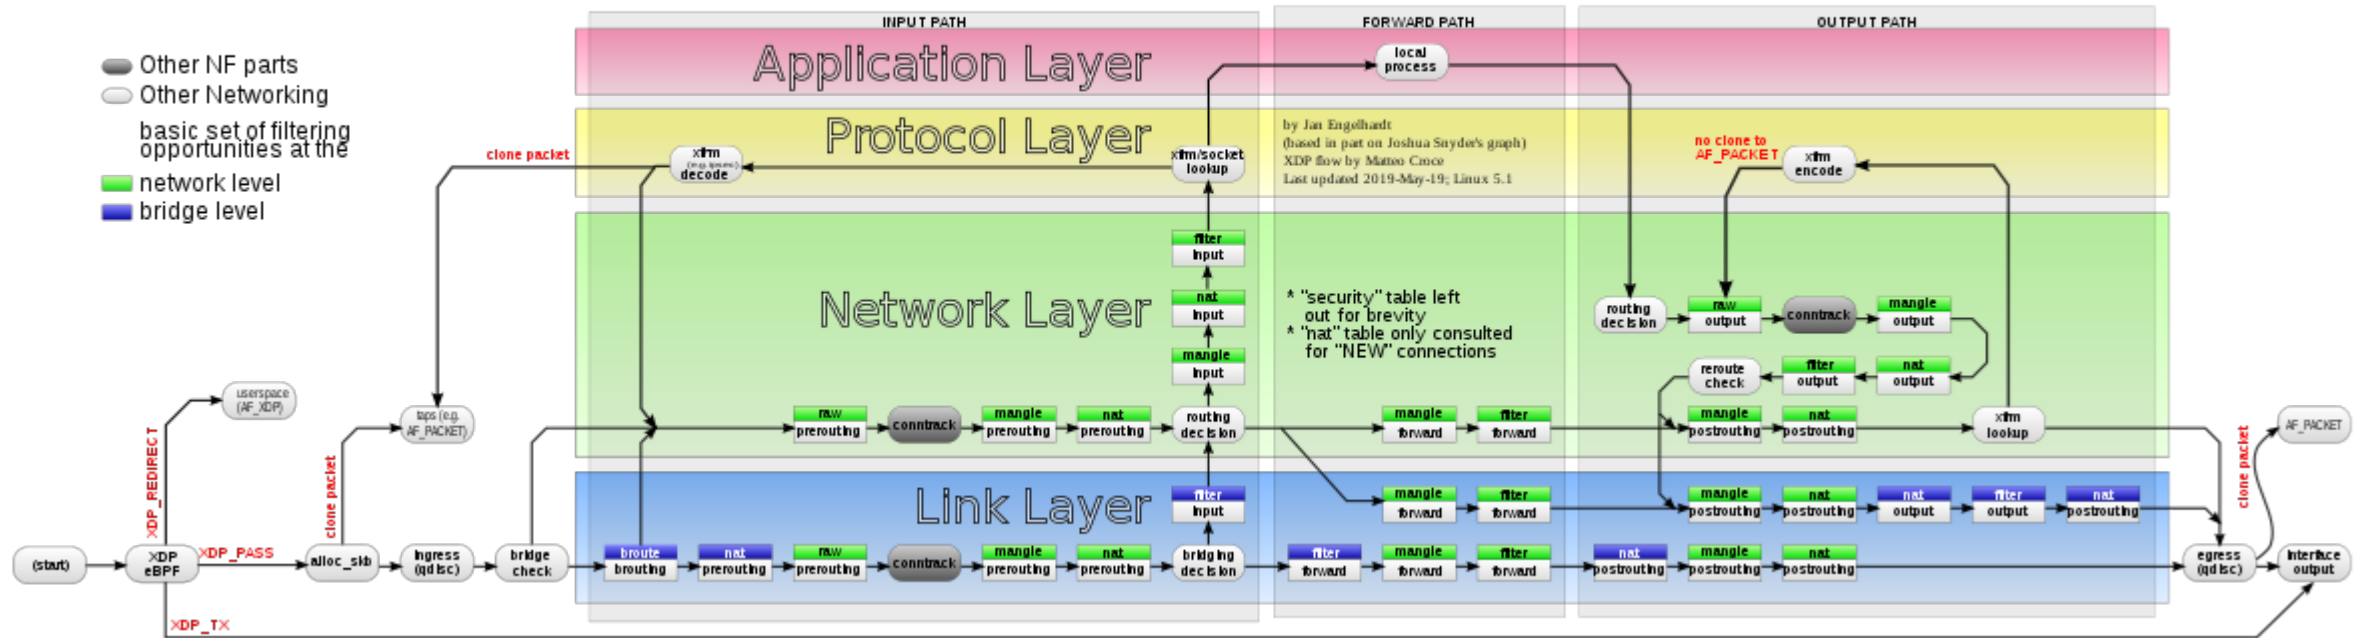 INPUT PATH
FORWARD PATH
OUTPUT PATH
Application Layer
local
process
Other NF parts
Other Networking
basic set of filtering
opportunities at the
network level
bridge level
Protocol Layer
by Jan Engelhardt
(based in part on Joshua Snyder's graph)
XDP flow by Matteo Croce
Last updated 2019-May-19; Linux 5.1
clone packet
xfrm
(e.g. ipsec)
decode
xfrm/socket
lookup
no clone to
AF_PACKET
xfrm
encode
Network Layer
filter
input
nat
input
mangle
input
* "security" table left
out for brevity
* "nat" table only consulted
for "NEW" connections
routing
decision
raw
output
conntrack
mangle
output
reroute
check
filter
output
nat
output
userspace
(AF_XDP)
taps (e.g.
AF_PACKET)
raw
prerouting
conntrack
mangle
prerouting
nat
prerouting
routing
decision
mangle
forward
filter
forward
mangle
postrouting
nat
postrouting
xfrm
lookup
AF_PACKET
XDP_REDIRECT
clone packet
clone packet
Link Layer
filter
input
mangle
forward
filter
forward
mangle
postrouting
nat
postrouting
nat
output
filter
output
nat
postrouting
(start)
XDP
eBPF
XDP_PASS
alloc_skb
ingress
(qdisc)
bridge
check
broute
brouting
nat
prerouting
raw
prerouting
conntrack
mangle
prerouting
nat
prerouting
bridging
decision
filter
forward
mangle
forward
filter
forward
nat
postrouting
mangle
postrouting
nat
postrouting
egress
(qdisc)
interface
output
XDP_TX